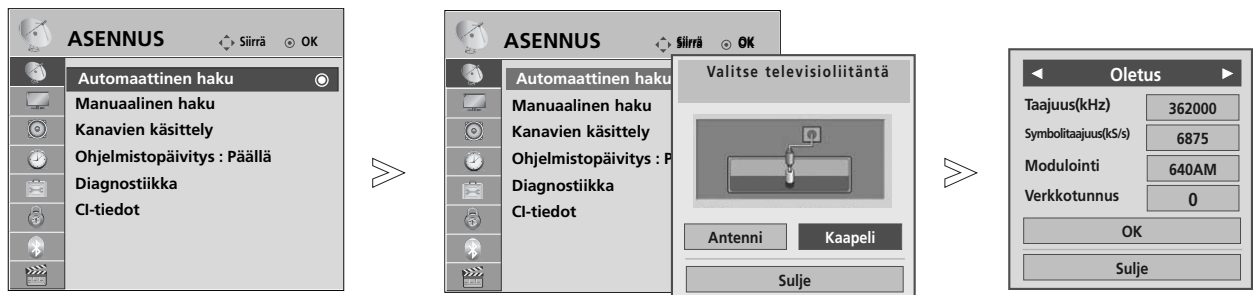 ASENNUS Siirrä OK
Automaattinen haku
Manuaalinen haku
Kanavien käsittely
Ohjelmistopäivitys : Päällä
Diagnostiikka
CI-tiedot
ASENNUS Siirrä OK
Automaattinen haku
Manuaalinen haku
Kanavien käsittely
Ohjelmistopäivitys : P
Diagnostiikka
CI-tiedot
Valitse televisioliitäntä
Antenni Kaapeli
Sulje
Oletus
Taajuus(kHz) 362000
Symbolitaajuus(kS/s) 6875
Modulointi 640AM
Verkkotunnus 0
OK
Sulje